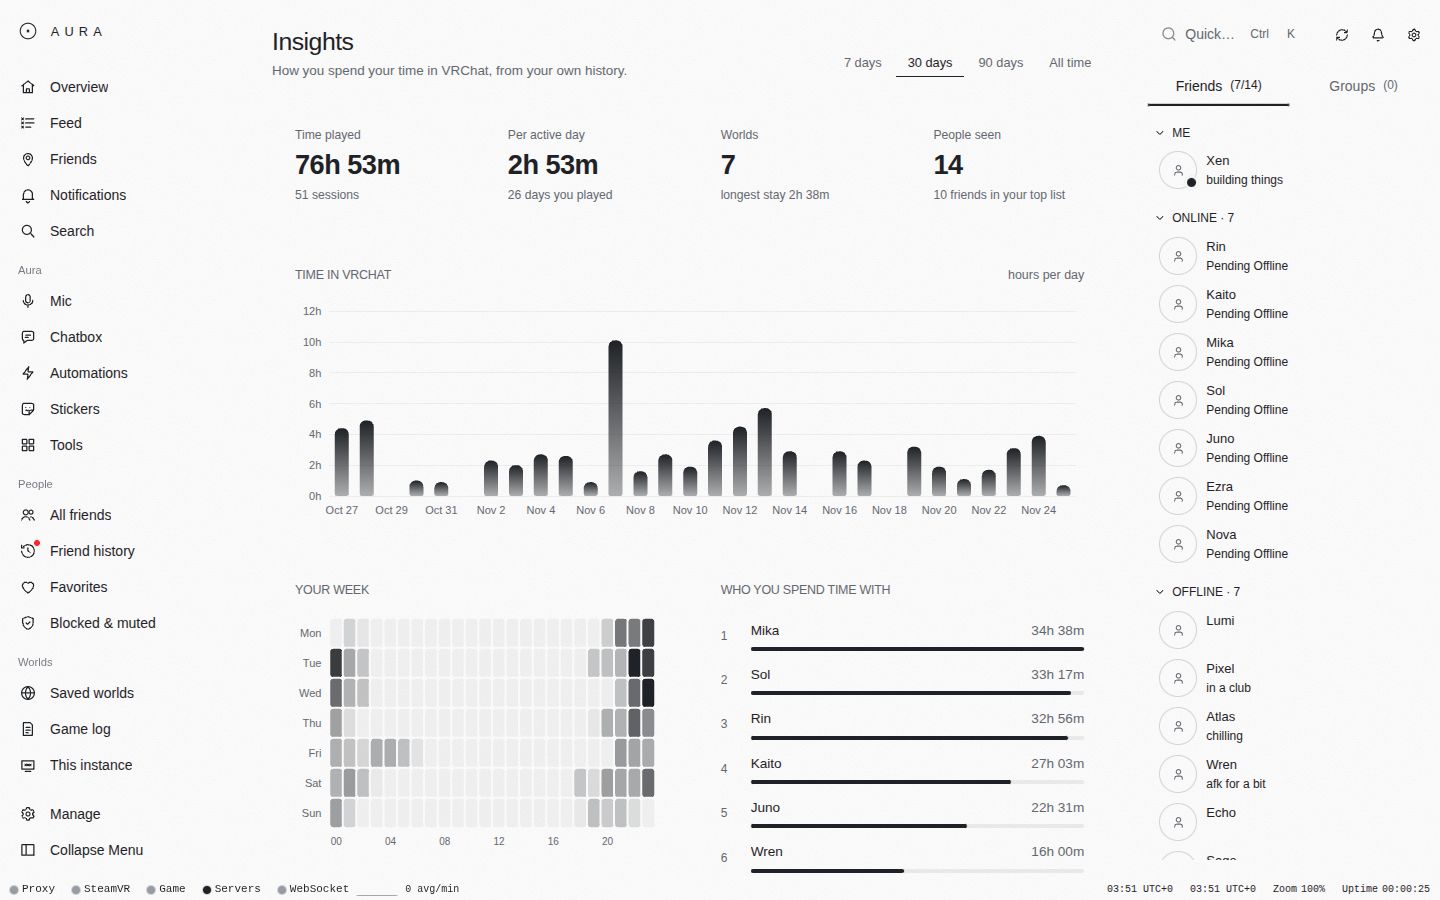 AURA
Overview
Feed
Friends
Notifications
Search
Aura
Mic
Chatbox
Automations
Stickers
Tools
People
All friends
Friend history
Favorites
Blocked & muted
Worlds
Saved worlds
Game log
This instance
Manage
Collapse Menu
Insights
How you spend your time in VRChat, from your own history.
7 days 30 days 90 days All time
Time played
76h 53m
51 sessions
Per active day
2h 53m
26 days you played
Worlds
7
longest stay 2h 38m
People seen
14
10 friends in your top list
TIME IN VRCHAT
hours per day
12h
10h
8h
6h
4h
2h
0h
Oct 27 Oct 29 Oct 31 Nov 2 Nov 4 Nov 6 Nov 8 Nov 10 Nov 12 Nov 14 Nov 16 Nov 18 Nov 20 Nov 22 Nov 24
YOUR WEEK
Mon
Tue
Wed
Thu
Fri
Sat
Sun
00 04 08 12 16 20
WHO YOU SPEND TIME WITH
1 Mika 34h 38m
2 Sol 33h 17m
3 Rin 32h 56m
4 Kaito 27h 03m
5 Juno 22h 31m
6 Wren 16h 00m
Quick… Ctrl K
Friends (7/14) Groups (0)
ME
Xen
building things
ONLINE · 7
Rin
Pending Offline
Kaito
Pending Offline
Mika
Pending Offline
Sol
Pending Offline
Juno
Pending Offline
Ezra
Pending Offline
Nova
Pending Offline
OFFLINE · 7
Lumi
Pixel
in a club
Atlas
chilling
Wren
afk for a bit
Echo
Proxy SteamVR Game Servers WebSocket 0 avg/min
03:51 UTC+0 03:51 UTC+0 Zoom 100% Uptime 00:00:25